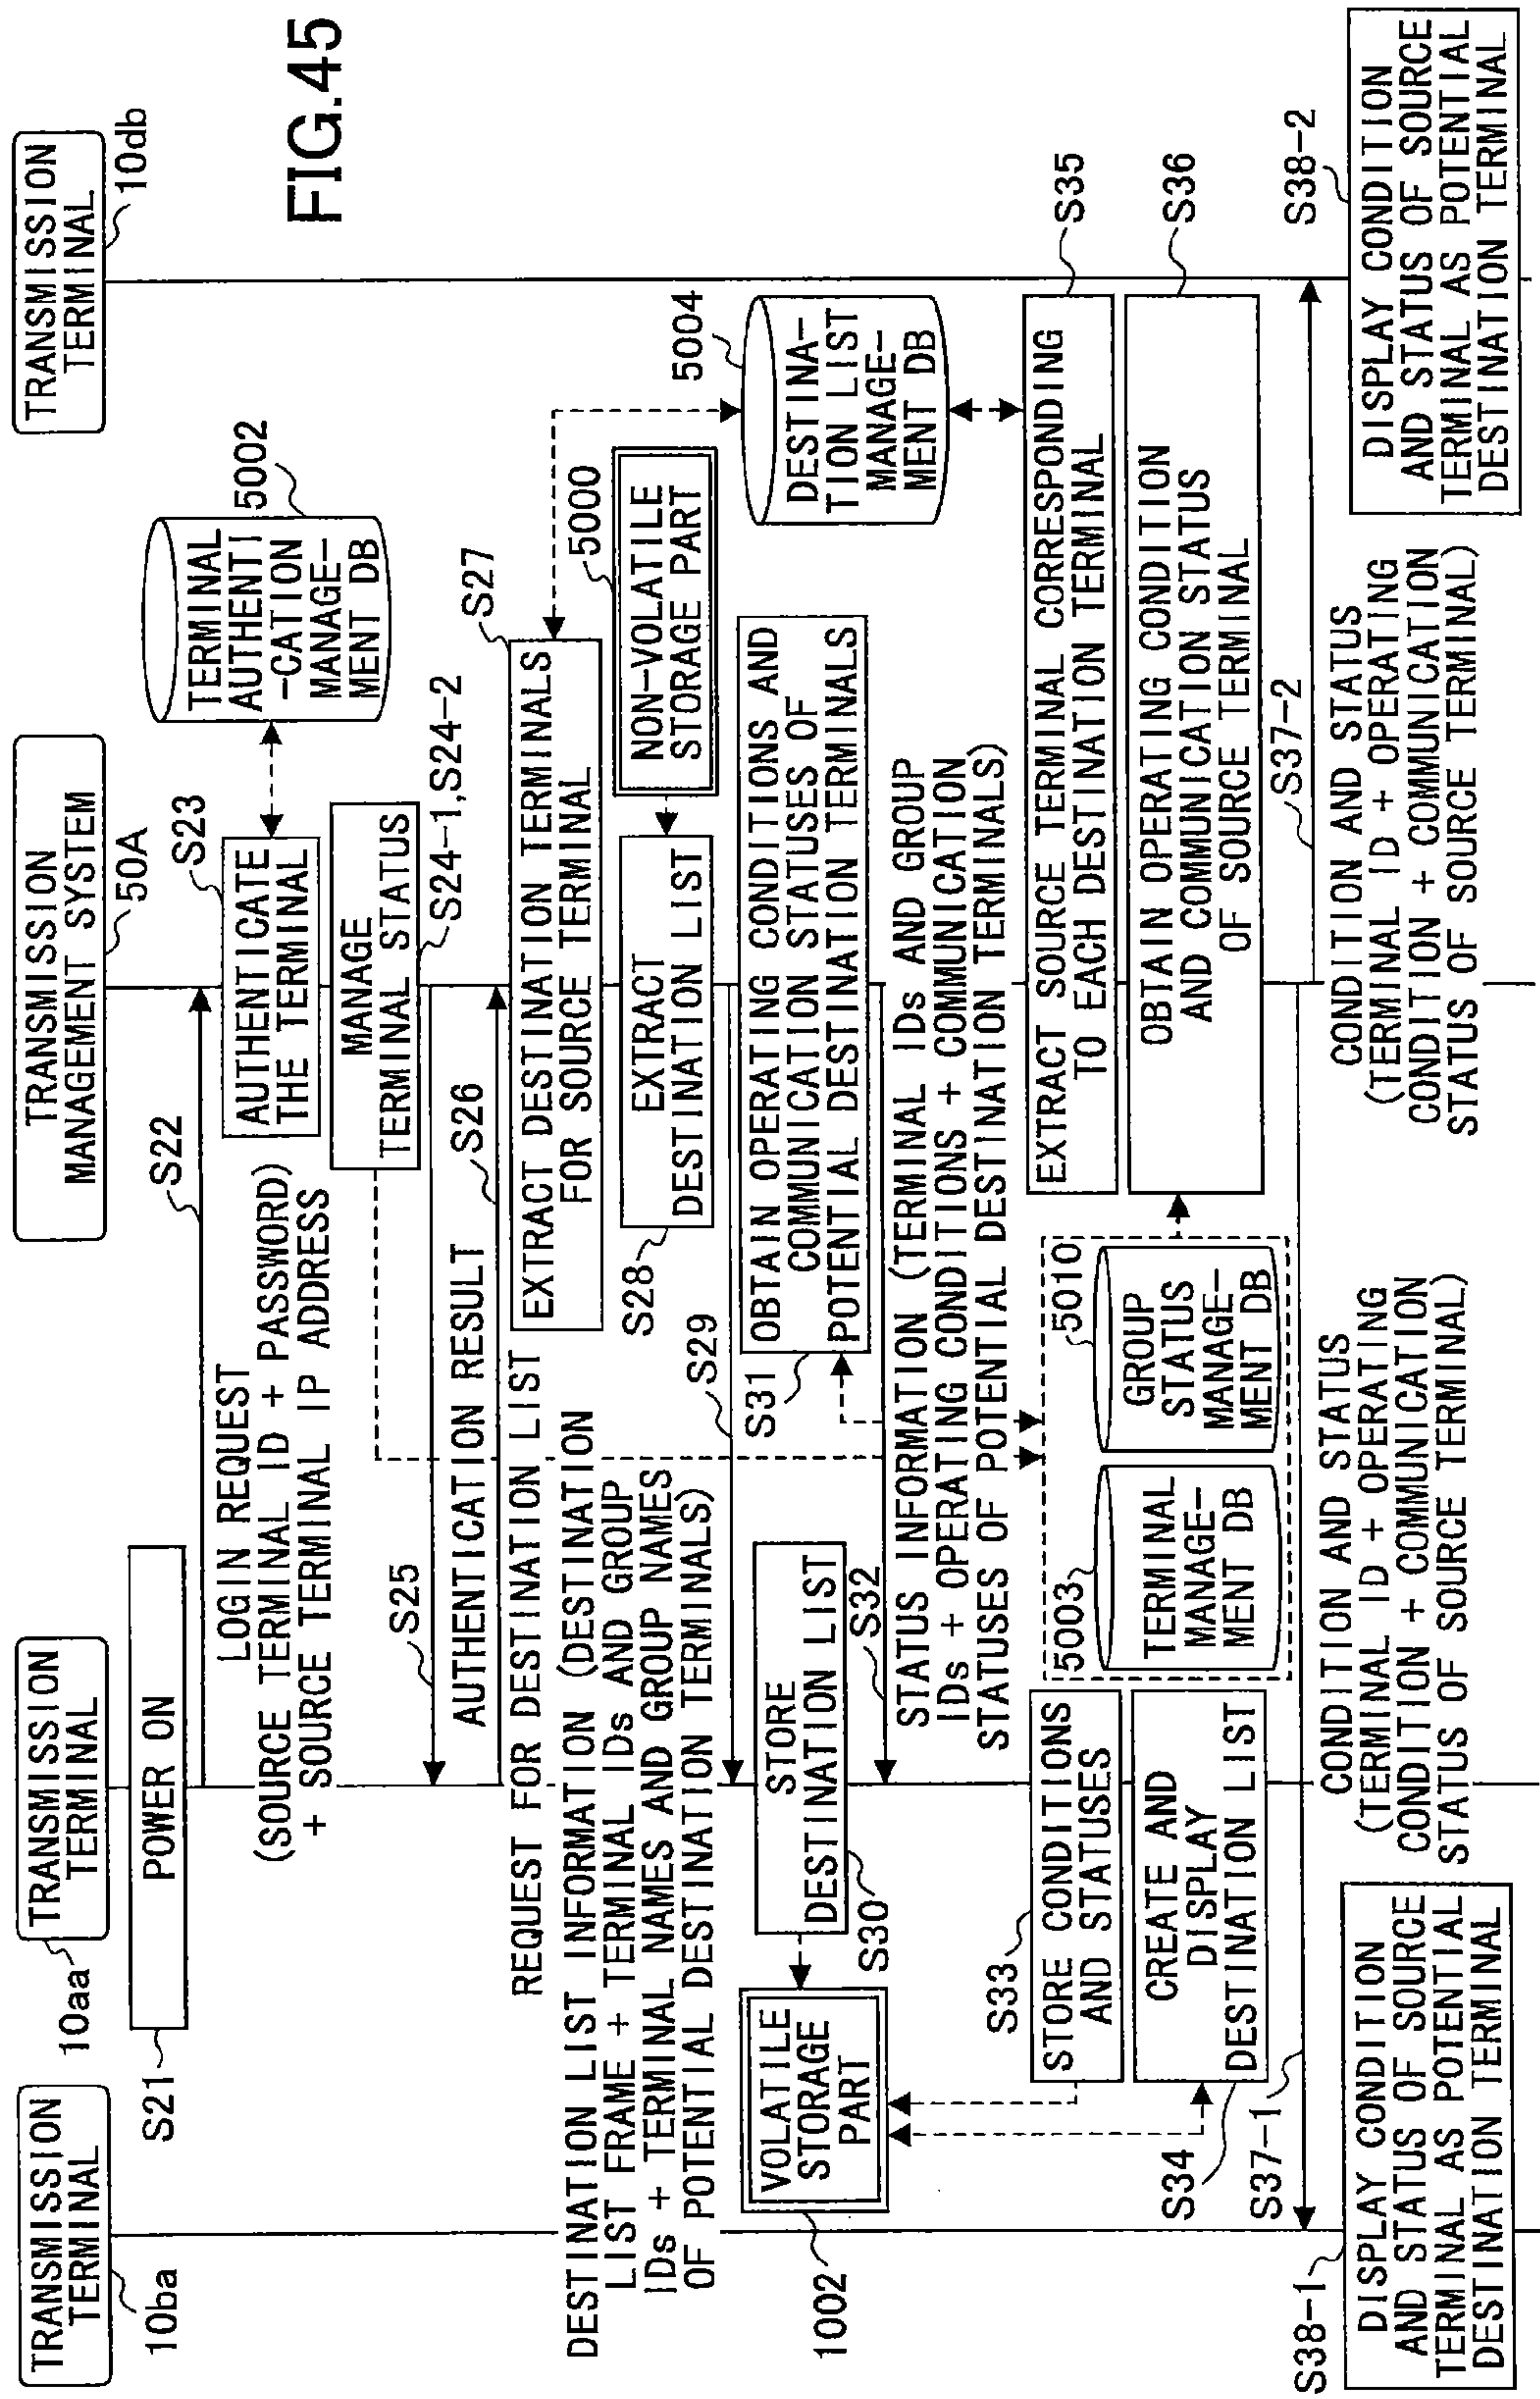 FIG.45
TRANSMISSION
TERMINAL
10ba
TRANSMISSION
TERMINAL
10aa
TRANSMISSION
MANAGEMENT SYSTEM
50A
TRANSMISSION
TERMINAL
10db
S21
POWER ON
S22
LOGIN REQUEST
(SOURCE TERMINAL ID + PASSWORD)
+ SOURCE TERMINAL IP ADDRESS
S23
AUTHENTICATE
THE TERMINAL
5002
TERMINAL
AUTHENTI
-CATION
MANAGE-
MENT DB
MANAGE
TERMINAL STATUS
S24-1,S24-2
S25
AUTHENTICATION RESULT
S26
REQUEST FOR DESTINATION LIST
S27
EXTRACT DESTINATION TERMINALS
FOR SOURCE TERMINAL
5000
NON-VOLATILE
STORAGE PART
S28
EXTRACT
DESTINATION LIST
5004
DESTINA-
TION LIST
MANAGE-
MENT DB
DESTINATION LIST INFORMATION (DESTINATION
LIST FRAME + TERMINAL IDs AND GROUP
IDs + TERMINAL NAMES AND GROUP NAMES
OF POTENTIAL DESTINATION TERMINALS)
S29
STORE
DESTINATION LIST
S30
VOLATILE
STORAGE
PART
1002
S31
OBTAIN OPERATING CONDITIONS AND
COMMUNICATION STATUSES OF
POTENTIAL DESTINATION TERMINALS
S32
STATUS INFORMATION (TERMINAL IDs AND GROUP
IDs + OPERATING CONDITIONS + COMMUNICATION
STATUSES OF POTENTIAL DESTINATION TERMINALS)
S33
STORE CONDITIONS
AND STATUSES
S34
CREATE AND
DISPLAY
DESTINATION LIST
5003
TERMINAL
MANAGE-
MENT DB
5010
GROUP
STATUS
MANAGE-
MENT DB
S35
EXTRACT SOURCE TERMINAL CORRESPONDING
TO EACH DESTINATION TERMINAL
S36
OBTAIN OPERATING CONDITION
AND COMMUNICATION STATUS
OF SOURCE TERMINAL
S37-1
CONDITION AND STATUS
(TERMINAL ID + OPERATING
CONDITION + COMMUNICATION
STATUS OF SOURCE TERMINAL)
S37-2
CONDITION AND STATUS
(TERMINAL ID + OPERATING
CONDITION + COMMUNICATION
STATUS OF SOURCE TERMINAL)
S38-1
DISPLAY CONDITION
AND STATUS OF SOURCE
TERMINAL AS POTENTIAL
DESTINATION TERMINAL
S38-2
DISPLAY CONDITION
AND STATUS OF SOURCE
TERMINAL AS POTENTIAL
DESTINATION TERMINAL